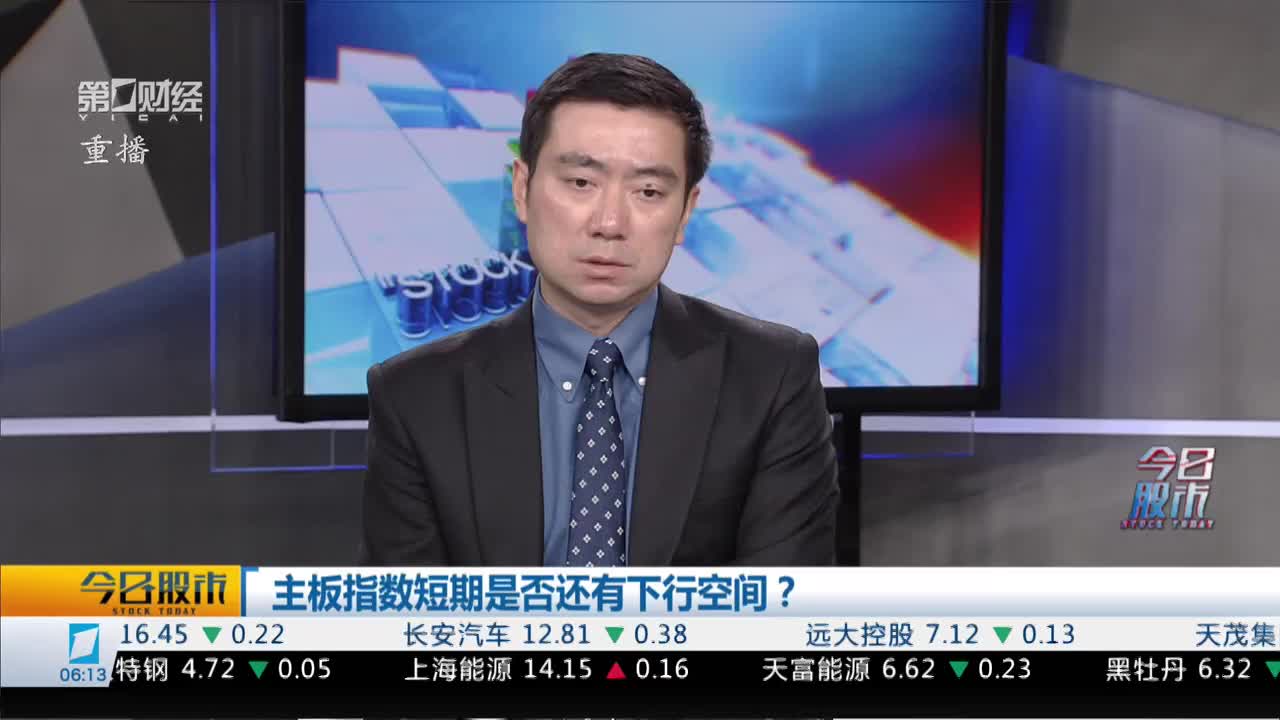 第一财经
YICAI
重播
"STOCK
今日
股市
STOCK TODAY
今日股市
STOCK TODAY
主板指数短期是否还有下行空间？
16.45 ▼ 0.22 长安汽车 12.81 ▼ 0.38 远大控股 7.12 ▼ 0.13 天茂集
06:13 特钢 4.72 ▼ 0.05 上海能源 14.15 ▲ 0.16 天富能源 6.62 ▼ 0.23 黑牡丹 6.32 ▼